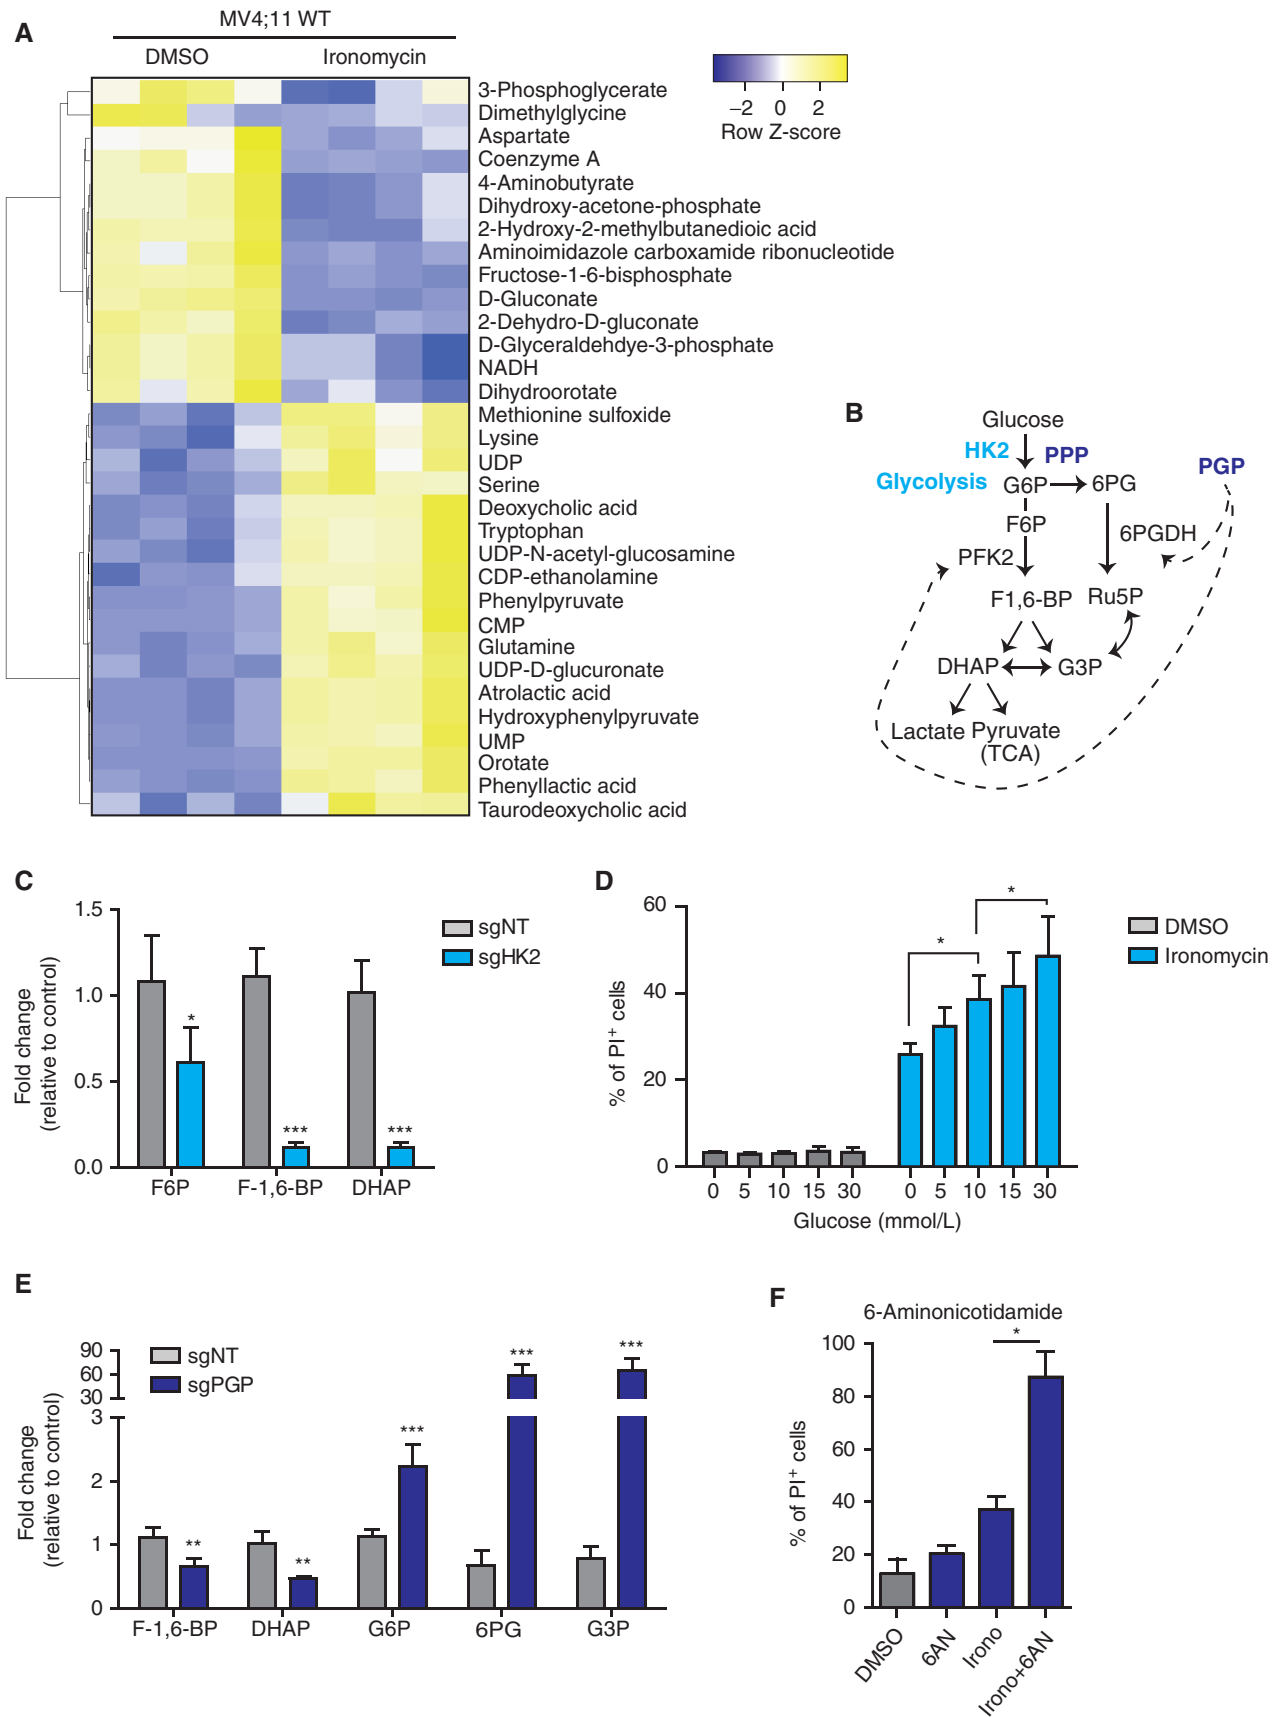 A
MV4;11 WT
DMSO Ironomycin
–2 0 2
Row Z-score
3-Phosphoglycerate
Dimethylglycine
Aspartate
Coenzyme A
4-Aminobutyrate
Dihydroxy-acetone-phosphate
2-Hydroxy-2-methylbutanedioic acid
Aminoimidazole carboxamide ribonucleotide
Fructose-1-6-bisphosphate
D-Gluconate
2-Dehydro-D-gluconate
D-Glyceraldehdye-3-phosphate
NADH
Dihydroorotate
Methionine sulfoxide
Lysine
UDP
Serine
Deoxycholic acid
Tryptophan
UDP-N-acetyl-glucosamine
CDP-ethanolamine
Phenylpyruvate
CMP
Glutamine
UDP-D-glucuronate
Atrolactic acid
Hydroxyphenylpyruvate
UMP
Orotate
Phenyllactic acid
Taurodeoxycholic acid
B
Glucose
HK2 PPP PGP
Glycolysis G6P 6PG
F6P
6PGDH
PFK2
F1,6-BP Ru5P
DHAP G3P
Lactate Pyruvate
(TCA)
C
Fold change
(relative to control)
1.5
1.0
0.5
0.0
sgNT
sgHK2
* *** ***
F6P F-1,6-BP DHAP
D
% of PI+ cells
60
40
20
0
* *
DMSO
Ironomycin
0 5 10 15 30 0 5 10 15 30
Glucose (mmol/L)
E
Fold change
(relative to control)
90
60
30
3
2
1
0
sgNT
sgPGP
** ** *** *** ***
F-1,6-BP DHAP G6P 6PG G3P
F
6-Aminonicotidamide
% of PI+ cells
100
80
60
40
20
0
*
DMSO 6AN Irono Irono+6AN